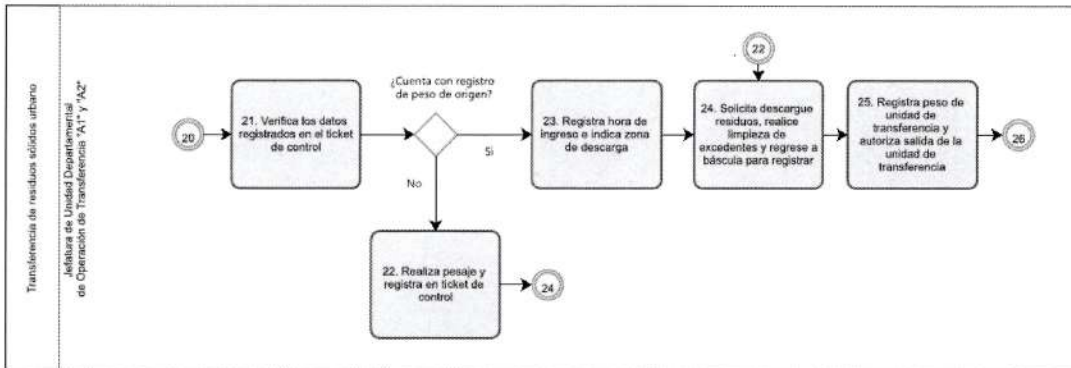 Transferencia de residuos sólidos urbano
Jefatura de Unidad Departamental
de Operación de Transferencia "A1" y "A2"
20
21. Verifica los datos
registrados en el ticket
de control
¿Cuenta con registro
de peso de origen?
Si
No
22. Realiza pesaje y
registra en ticket de
control
24
23. Registra hora de
ingreso e indica zona
de descarga
22
24. Solicita descargue
residuos, realice
limpieza de
excedentes y regrese a
báscula para registrar
25. Registra peso de
unidad de
transferencia y
autoriza salida de la
unidad de
transferencia
26